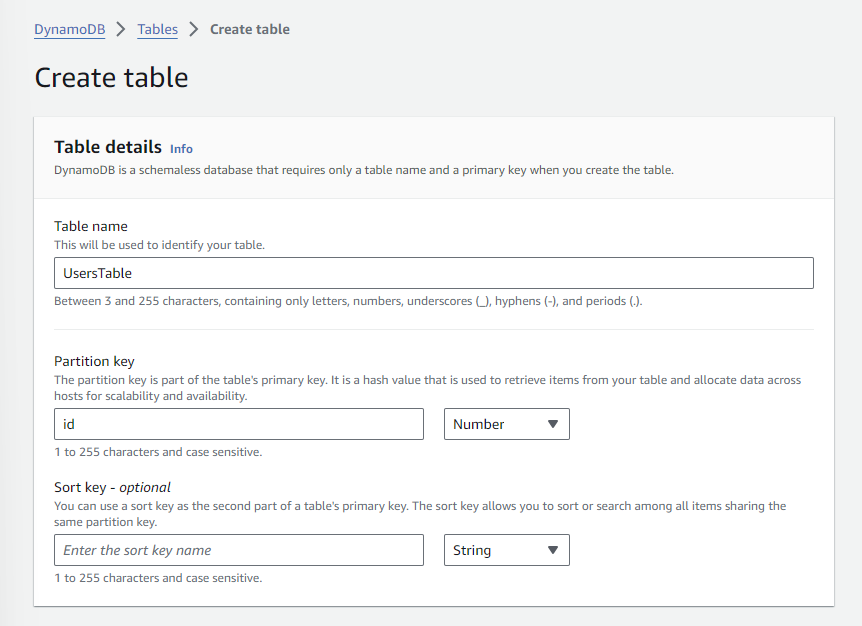 DynamoDB > Tables > Create table
Create table
Table details Info
DynamoDB is a schemaless database that requires only a table name and a primary key when you create the table.
Table name
This will be used to identify your table.
UsersTable
Between 3 and 255 characters, containing only letters, numbers, underscores (_), hyphens (-), and periods (.).
Partition key
The partition key is part of the table's primary key. It is a hash value that is used to retrieve items from your table and allocate data across
hosts for scalability and availability.
id Number
1 to 255 characters and case sensitive.
Sort key - optional
You can use a sort key as the second part of a table's primary key. The sort key allows you to sort or search among all items sharing the
same partition key.
Enter the sort key name String
1 to 255 characters and case sensitive.